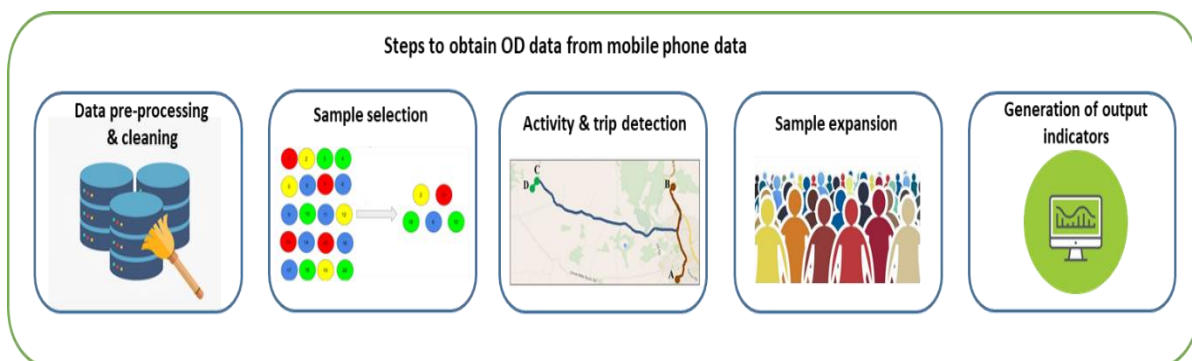 Steps to obtain OD data from mobile phone data
Data pre-processing
& cleaning
Sample selection
Activity & trip detection
C
D
B
A
Sample expansion
Generation of output
indicators